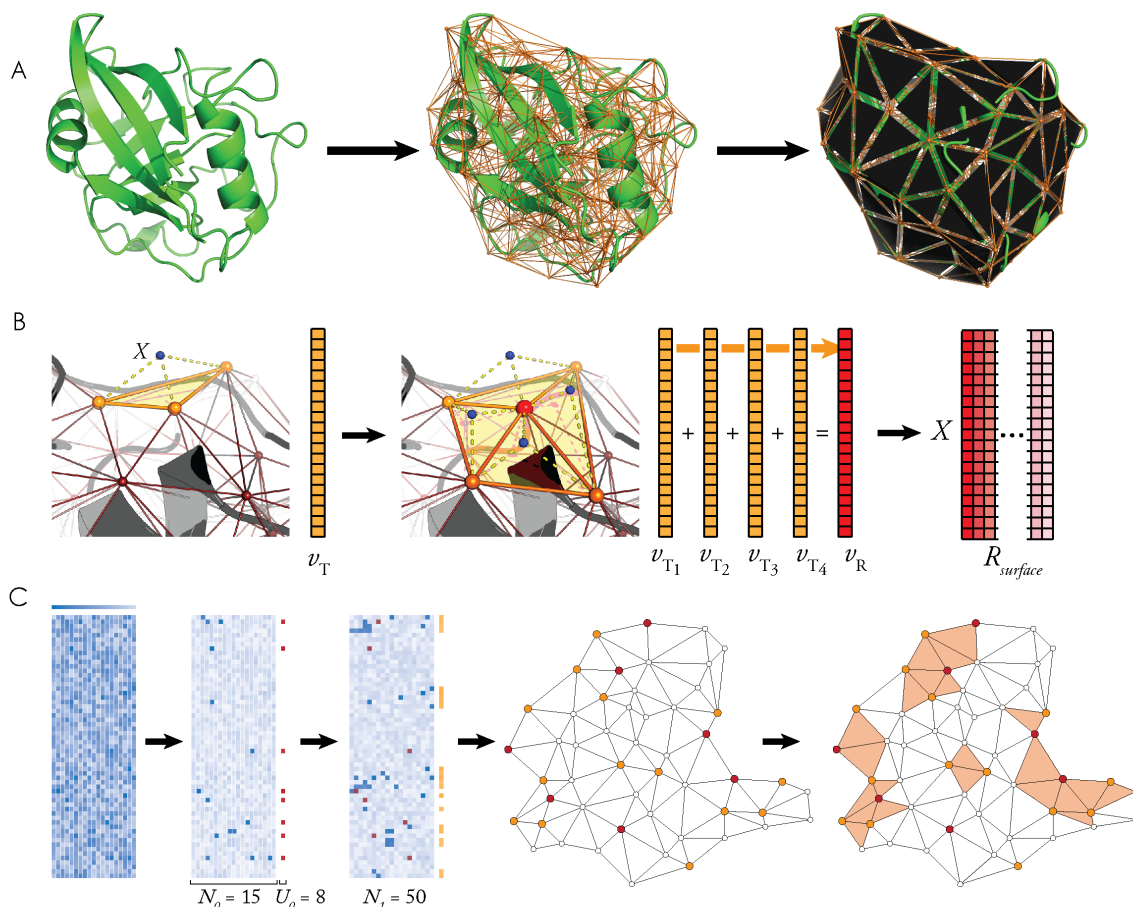 A
B
X
+ + + =
X
...
v_T
v_T1 v_T2 v_T3 v_T4 v_R
R_surface
C
N_0 = 15 U_0 = 8 N_1 = 50